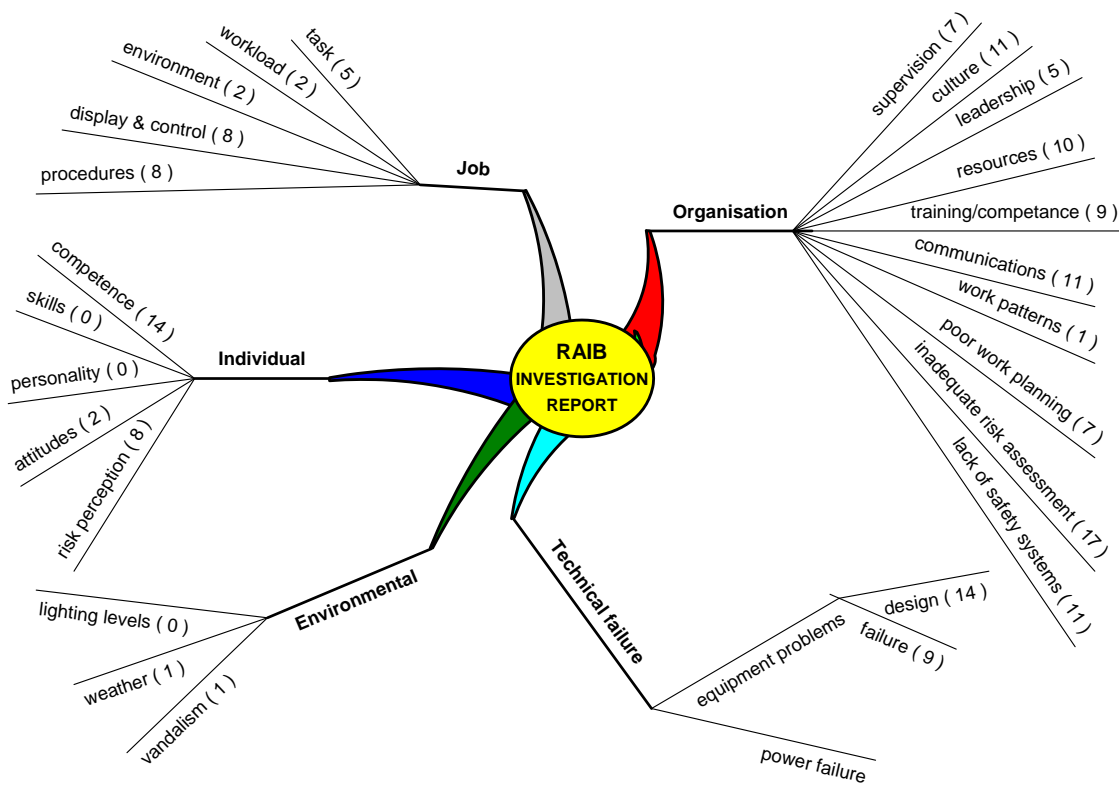 RAIB
INVESTIGATION
REPORT
Job
task ( 5 )
workload ( 2 )
environment ( 2 )
display & control ( 8 )
procedures ( 8 )
Organisation
supervision ( 7 )
culture ( 11 )
leadership ( 5 )
resources ( 10 )
training/competance ( 9 )
communications ( 11 )
work patterns ( 1 )
poor work planning ( 7 )
inadequate risk assessment ( 17 )
lack of safety systems ( 11 )
Individual
competence ( 14 )
skills ( 0 )
personality ( 0 )
attitudes ( 2 )
risk perception ( 8 )
Environmental
lighting levels ( 0 )
weather ( 1 )
vandalism ( 1 )
Technical failure
equipment problems
design ( 14 )
failure ( 9 )
power failure